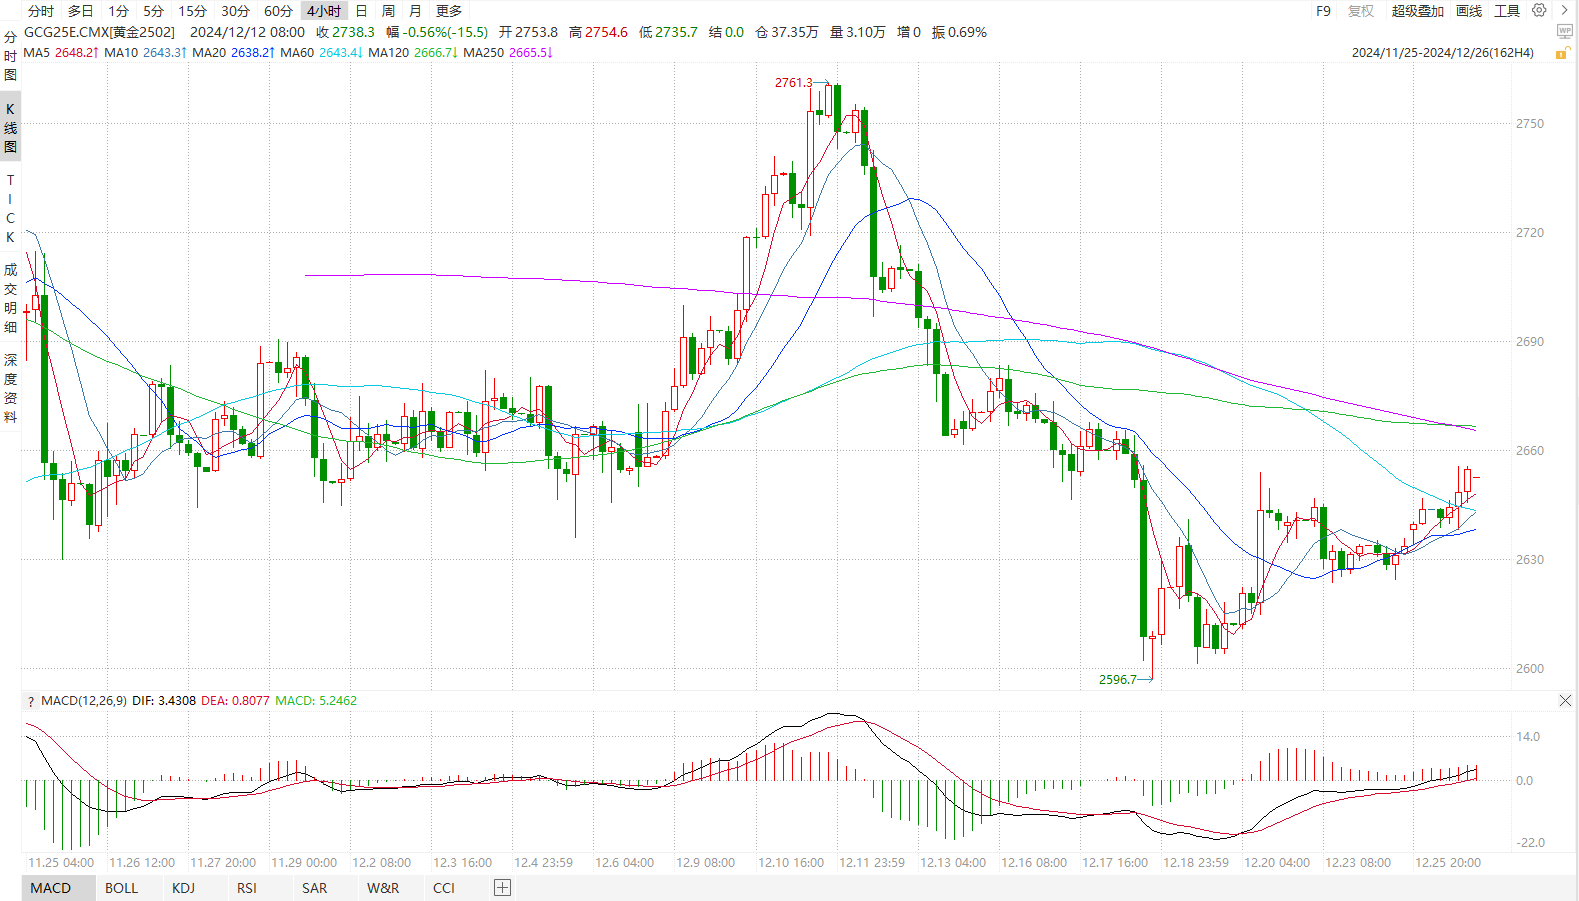 分时 多日 1分 5分 15分 30分 60分 4小时 日 周 月 更多 F9 复权 超级叠加 画线 工具
GCG25E.CMX[黄金2502] 2024/12/12 08:00 收 2738.3 幅 -0.56%(-15.5) 开 2753.8 高 2754.6 低 2735.7 结 0.0 仓 37.35万 量 3.10万 增 0 振 0.69%
MA5 2648.2↑ MA10 2643.3↑ MA20 2638.2↑ MA60 2643.4↓ MA120 2666.7↓ MA250 2665.5↓ 2024/11/25-2024/12/26(162H4)
WP
分时图
K线图
TICK
成交明细
深度资料
2761.3
2750
2720
2690
2660
2630
2600
2596.7
? MACD(12,26,9) DIF: 3.4308 DEA: 0.8077 MACD: 5.2462
14.0
0.0
-22.0
11.25 04:00 11.26 12:00 11.27 20:00 11.29 00:00 12.2 08:00 12.3 16:00 12.4 23:59 12.6 04:00 12.9 08:00 12.10 16:00 12.11 23:59 12.13 04:00 12.16 08:00 12.17 16:00 12.18 23:59 12.20 04:00 12.23 08:00 12.25 20:00
MACD BOLL KDJ RSI SAR W&R CCI